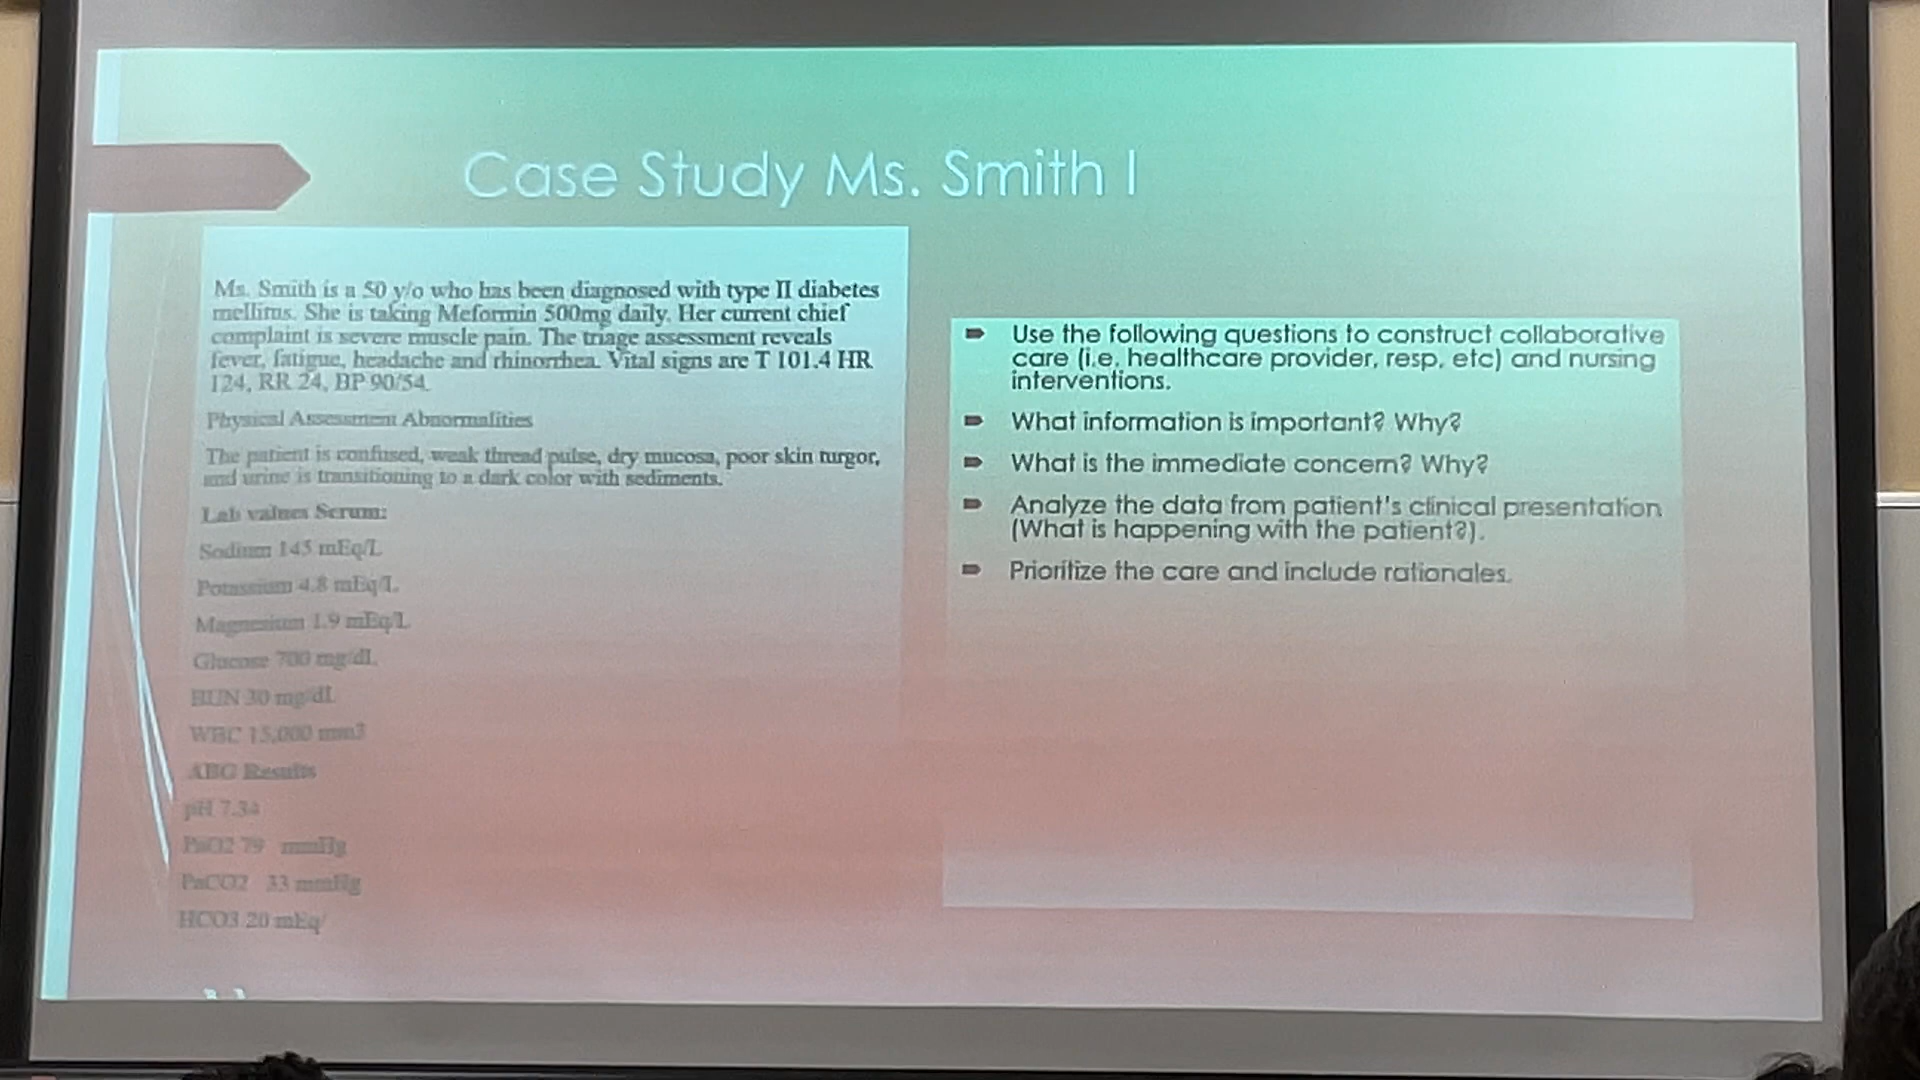 Case Study Ms. Smith I
Ms. Smith is a 50 y/o who has been diagnosed with type II diabetes
mellitus. She is taking Meformin 500mg daily. Her current chief
complaint is severe muscle pain. The triage assessment reveals
fever, fatigue, headache and rhinorrhea. Vital signs are T 101.4 HR
124, RR 24, BP 90/54.
Physical Assessment Abnormalities
The patient is confused, weak thread pulse, dry mucosa, poor skin turgor,
and urine is transitioning to a dark color with sediments.
Lab values Serum:
Sodium 145 mEq/L
Potassium 4.8 mEq/L
Magnesium 1.9 mEq/L
Glucose 700 mg/dL
BUN 30 mg/dL
WBC 15,000 mm3
ABG Results
pH 7.34
PaO2 79 mmHg
PaCO2 33 mmHg
HCO3 20 mEq/
Use the following questions to construct collaborative
care (i.e, healthcare provider, resp, etc) and nursing
interventions.
What information is important? Why?
What is the immediate concern? Why?
Analyze the data from patient's clinical presentation
(What is happening with the patient?).
Prioritize the care and include rationales.